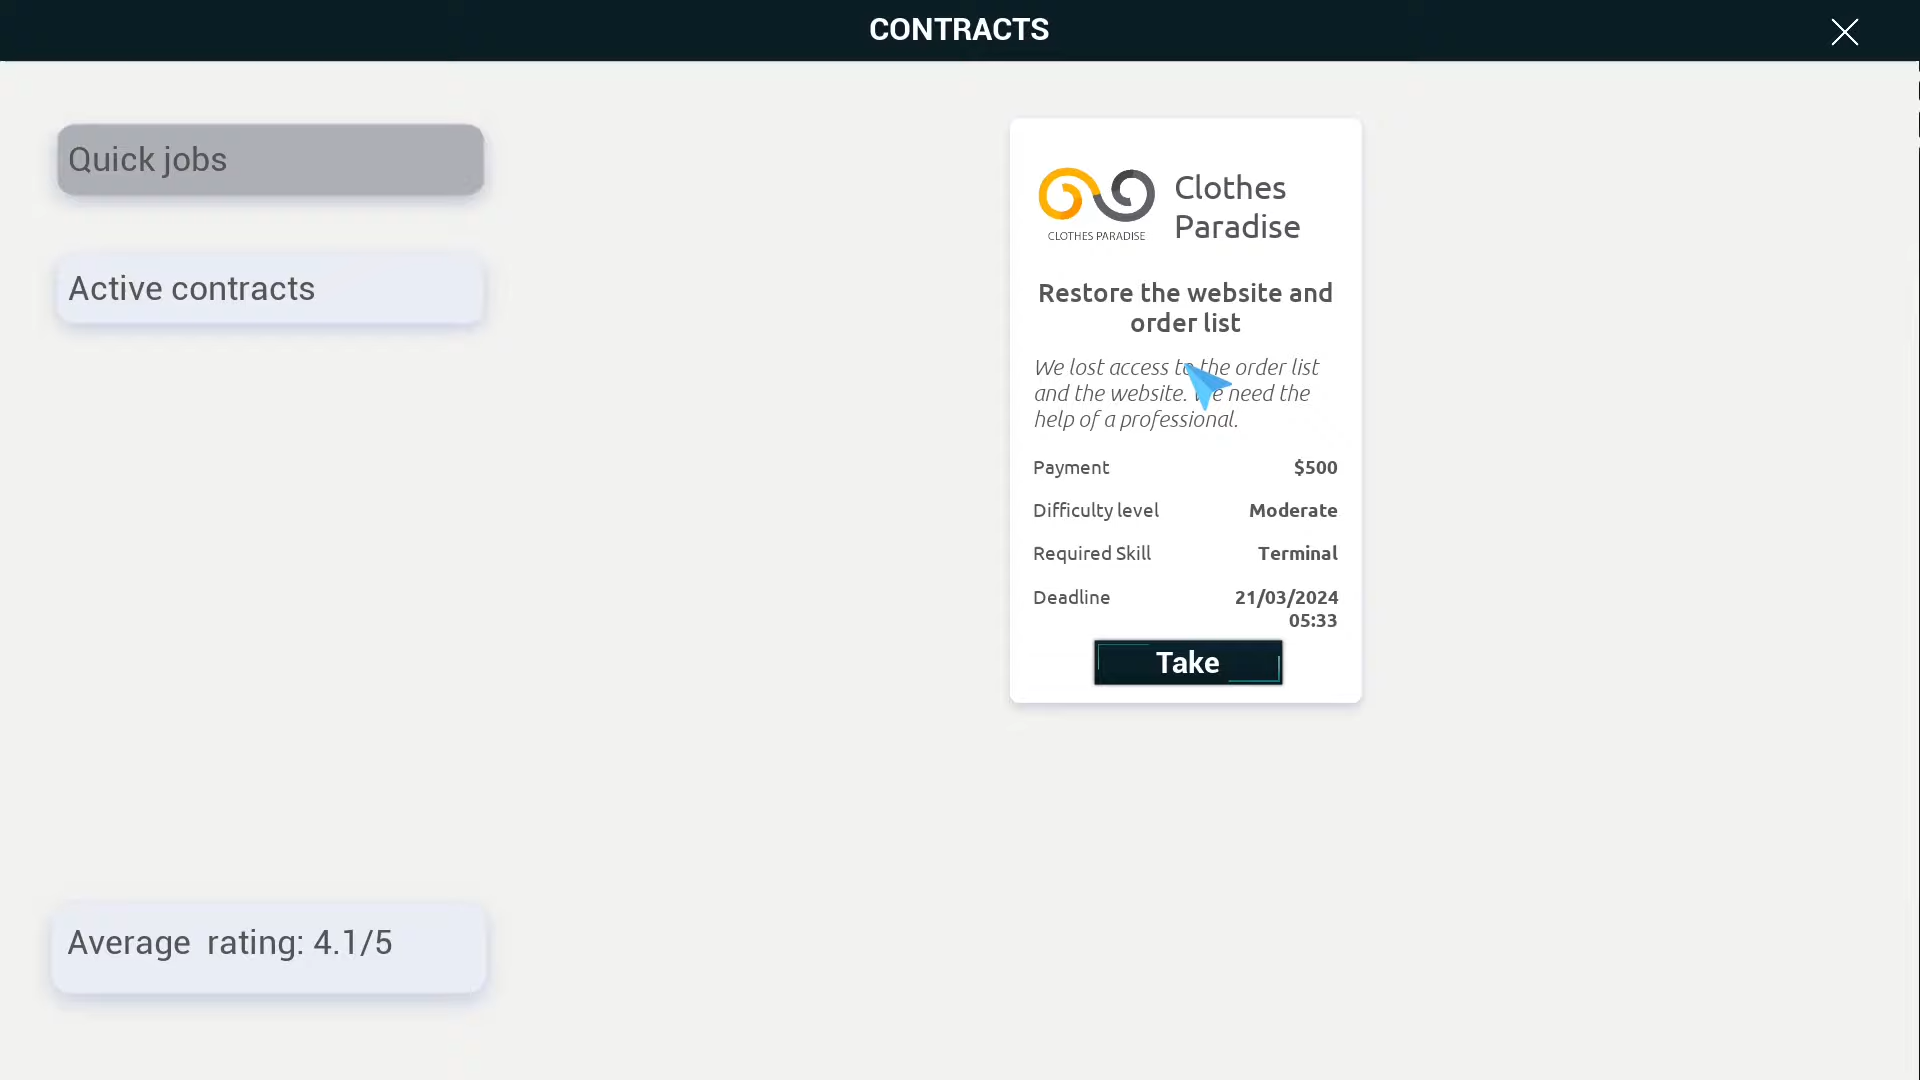 CONTRACTS
Quick jobs
Active contracts
CLOTHES PARADISE
Clothes
Paradise
Restore the website and
order list
We lost access to the order list
and the website. We need the
help of a professional.
Payment $500
Difficulty level Moderate
Required Skill Terminal
Deadline 21/03/2024
05:33
Take
Average rating: 4.1/5